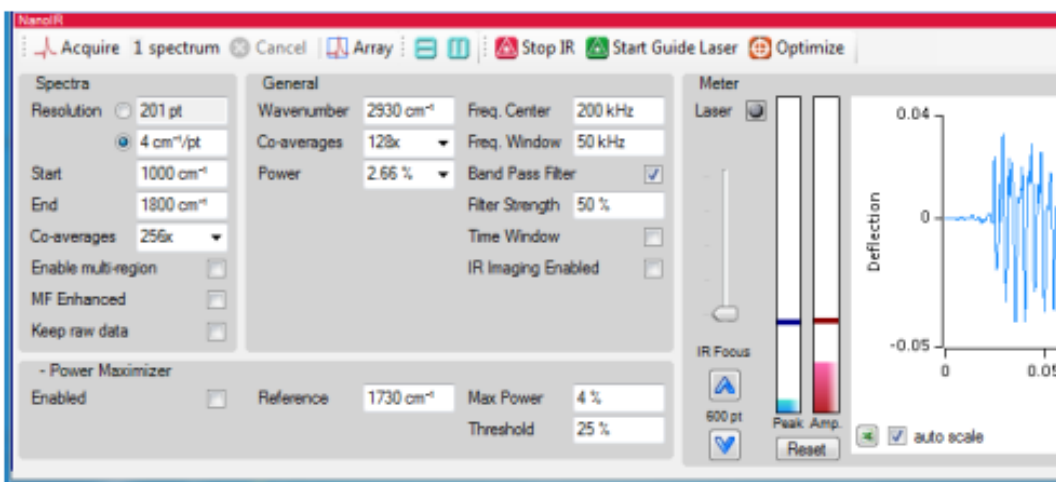 NanoIR
Acquire 1 spectrum Cancel Array Stop IR Start Guide Laser Optimize
Spectra
Resolution 201 pt
4 cm⁻¹/pt
Start 1000 cm⁻¹
End 1800 cm⁻¹
Co-averages 256x
Enable multi-region
MF Enhanced
Keep raw data
General
Wavenumber 2930 cm⁻¹
Co-averages 128x
Power 2.66 %
Freq. Center 200 kHz
Freq. Window 50 kHz
Band Pass Filter
Filter Strength 50 %
Time Window
IR Imaging Enabled
- Power Maximizer
Enabled
Reference 1730 cm⁻¹
Max Power 4 %
Threshold 25 %
Meter
Laser
IR Focus
600 pt
Peak Amp.
Reset
Deflection
0.04
0
-0.05
0 0.05
auto scale